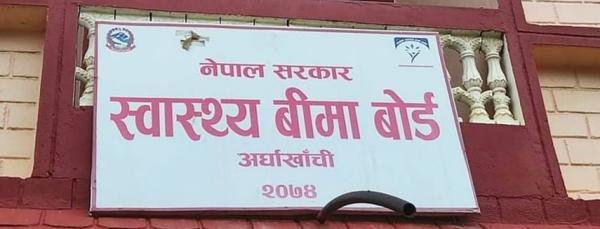 नेपाल सरकार
स्वास्थ्य बीमा बोर्ड
अर्घाखाँची
२०७४